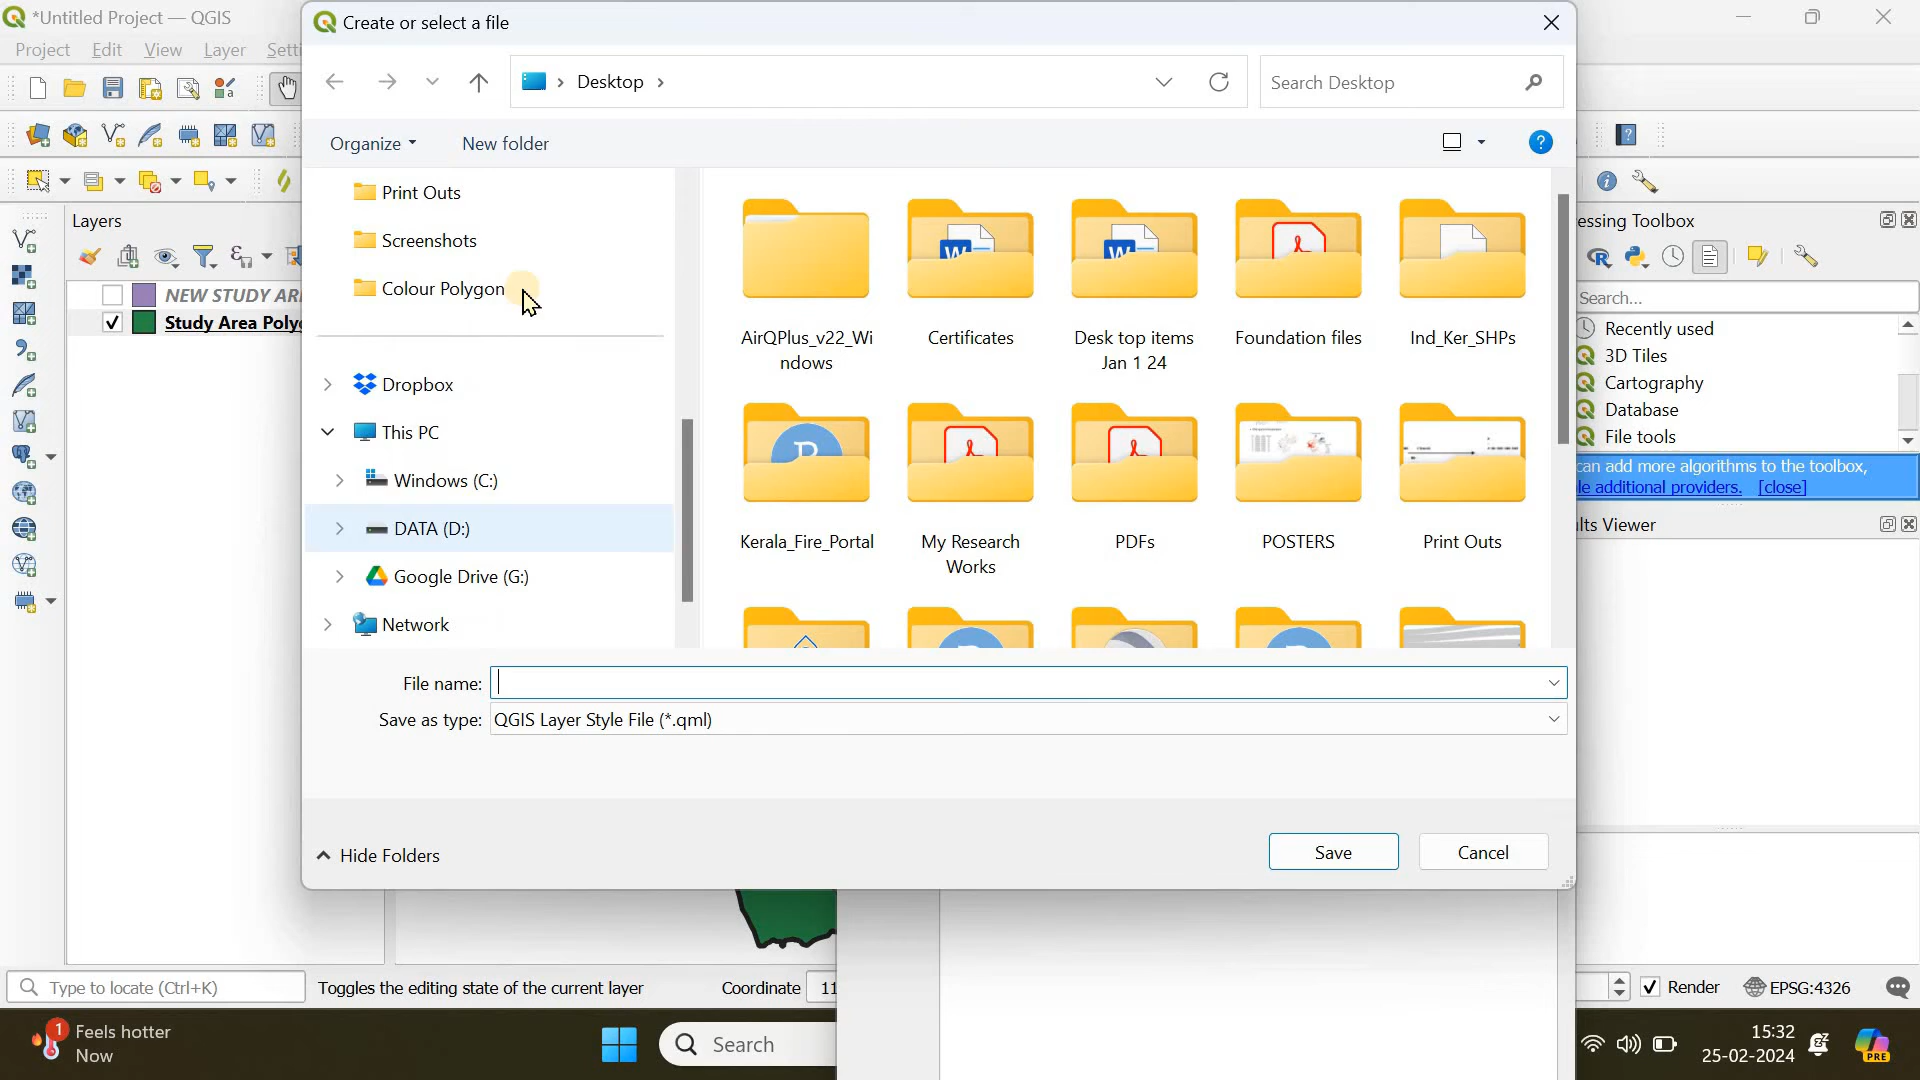 *Untitled Project — QGIS
Project Edit View Layer Setti
Create or select a file
Desktop
Search Desktop
Organize
New folder
Print Outs
Screenshots
Colour Polygon
Dropbox
This PC
Windows (C:)
DATA (D:)
Google Drive (G:)
Network
AirQPlus_v22_Wi
ndows
Certificates
Desk top items
Jan 1 24
Foundation files
Ind_Ker_SHPs
Kerala_Fire_Portal
My Research
Works
PDFs
POSTERS
Print Outs
File name:
Save as type: QGIS Layer Style File (*.qml)
Hide Folders
Save
Cancel
Layers
NEW STUDY AR
Study Area Poly
essing Toolbox
Search...
Recently used
3D Tiles
Cartography
Database
File tools
can add more algorithms to the toolbox,
le additional providers. [close]
ults Viewer
Type to locate (Ctrl+K)
Toggles the editing state of the current layer
Coordinate 11
Render
EPSG:4326
1
Feels hotter
Now
Search
15:32
25-02-2024
PRE